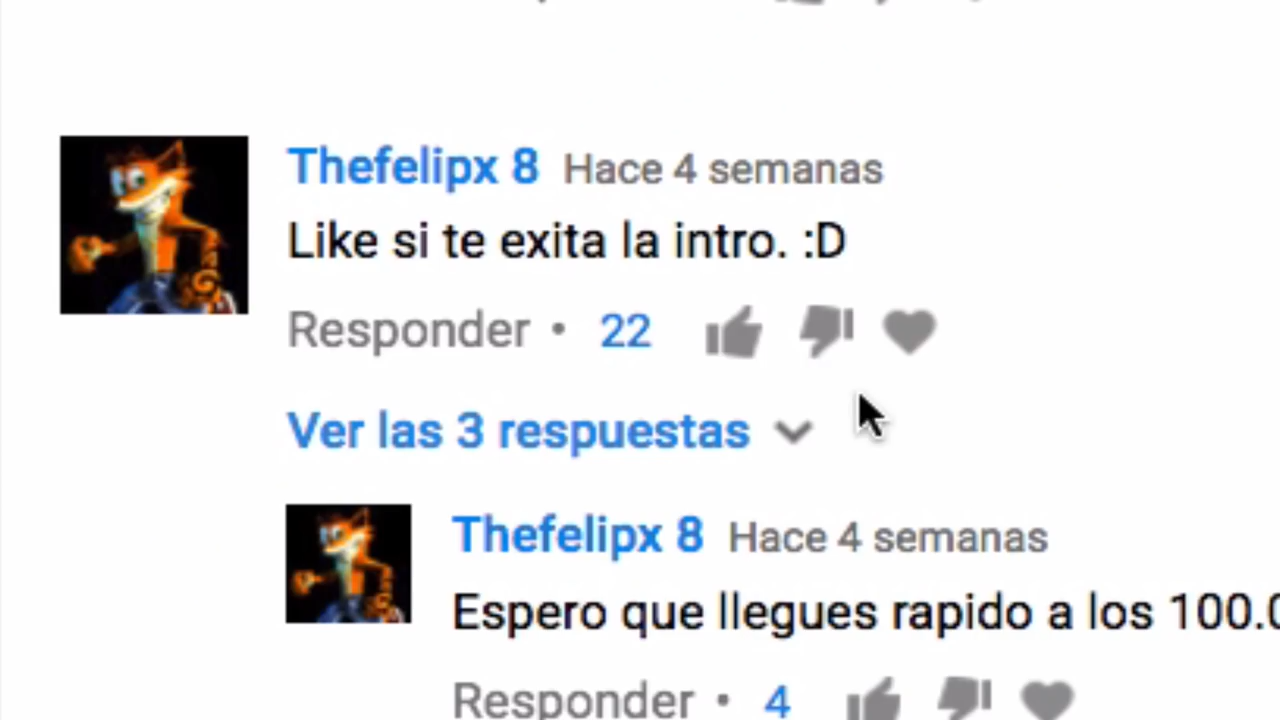 Thefelipx 8 Hace 4 semanas
Like si te exita la intro. :D
Responder • 22
Ver las 3 respuestas
Thefelipx 8 Hace 4 semanas
Espero que llegues rapido a los
Responder • 4